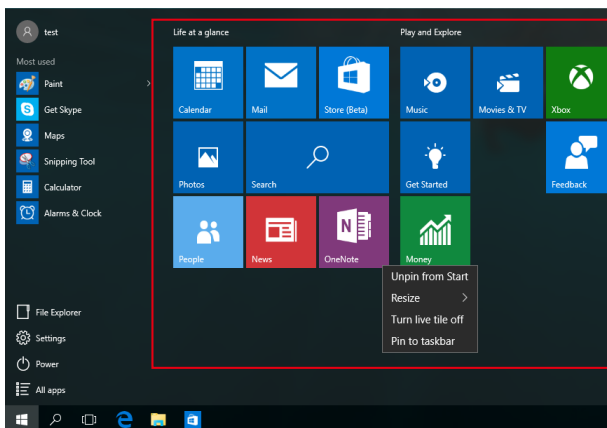 test
Most used
Paint
Get Skype
Maps
Snipping Tool
Calculator
Alarms & Clock
File Explorer
Settings
Power
All apps
Life at a glance
Calendar
Mail
Store (Beta)
Photos
Search
People
News
N
OneNote
Play and Explore
Music
Movies & TV
Xbox
Get Started
Feedback
Money
Unpin from Start
Resize
Turn live tile off
Pin to taskbar